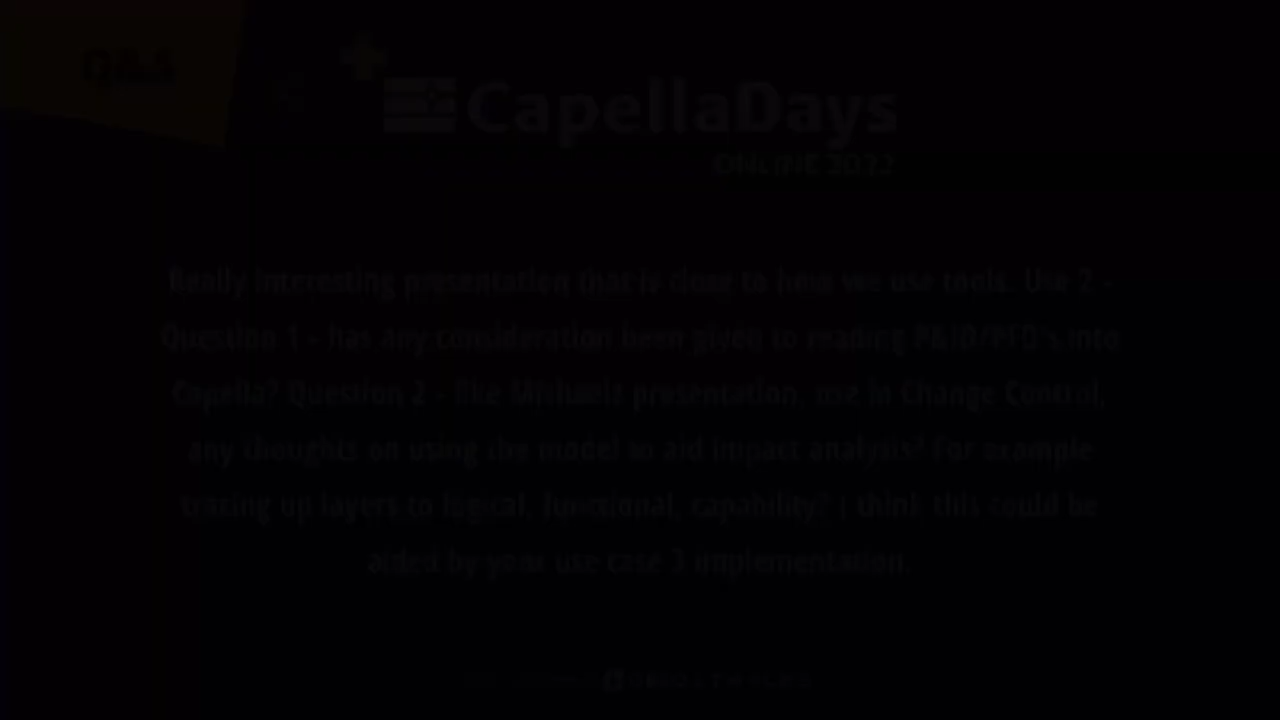 Q&A
CapellaDays
ONLINE 2022
Really interesting presentation that is close to how we use tools. Use 2 -
Question 1 - has any consideration been given to reading P&ID/PFD's into
Capella? Question 2 - like presentation, use in Change Control,
any thoughts on using the model to aid impact analysis? For example
tracing up layers to logical, functional, capability? I think this could be
aided by your use case 3 implementation.